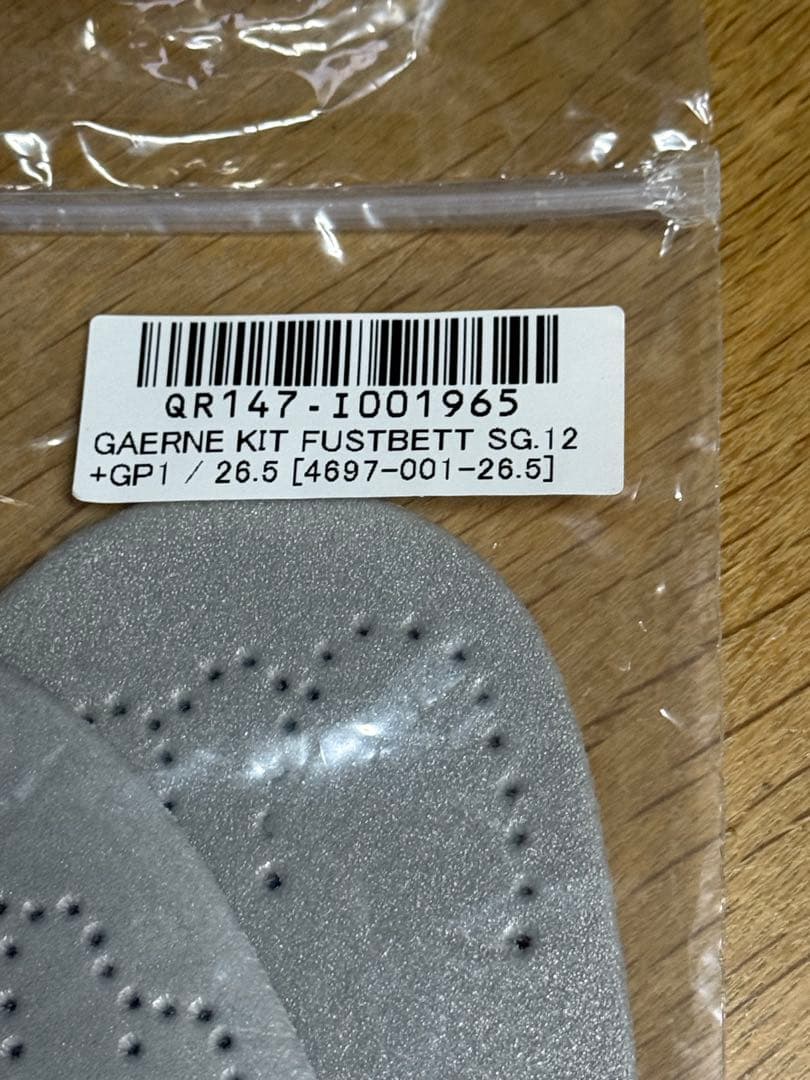 QR147-I001965
GAERNE KIT FUSTBETT SG.12
+GP1 / 26.5 [4697-001-26.5]